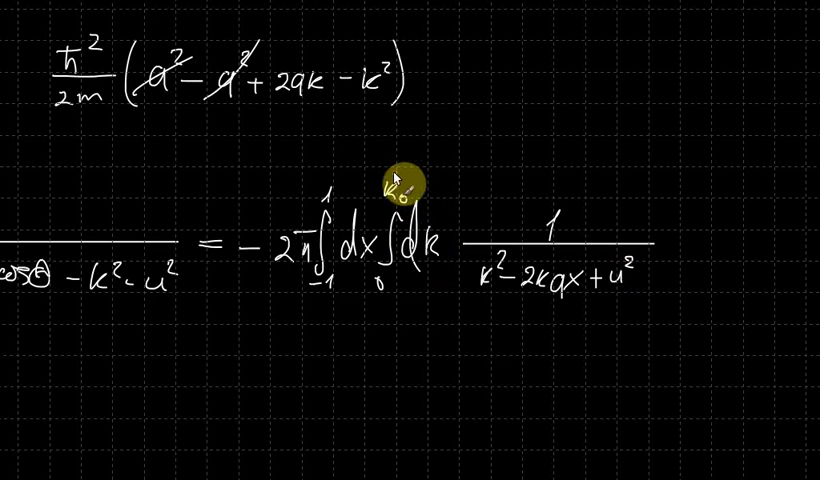 ħ²/2m (q² − q² + 2qk − k²)
cosΘ − k² − u² = − 2π ∫₋₁¹ dx ∫₀^{k₀} dk 1/(k² − 2kqx + u²)